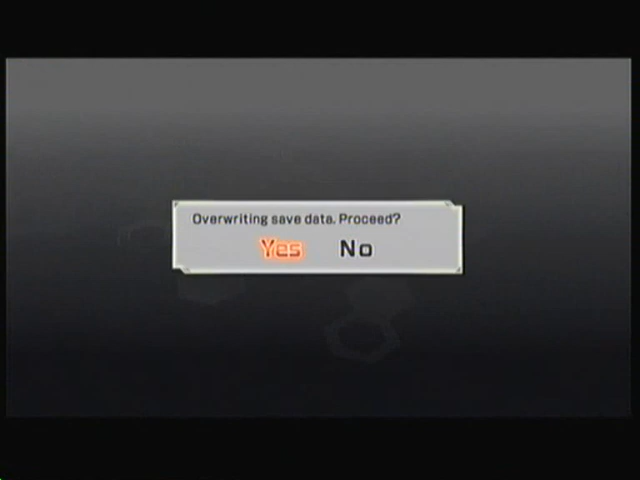 Overwriting save data. Proceed?
Yes No